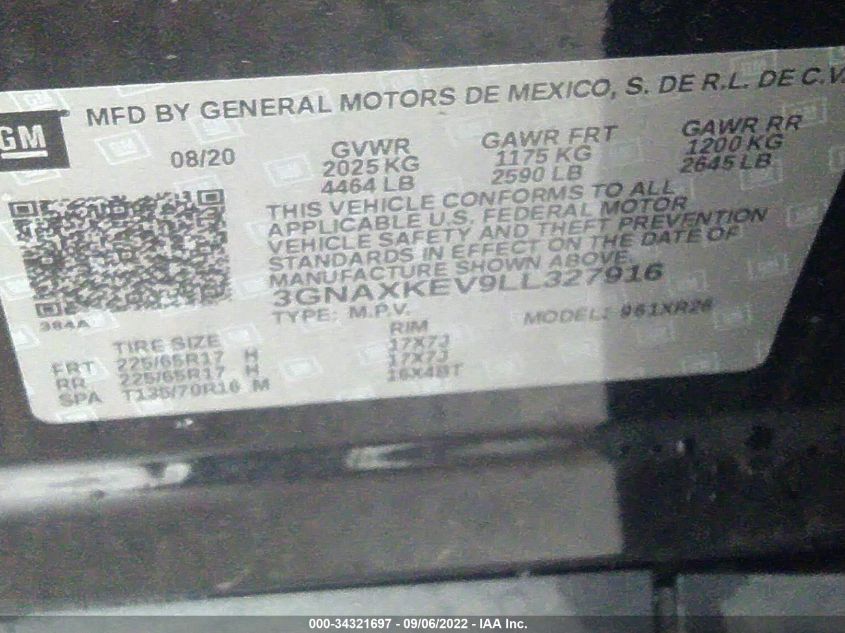 GM
MFD BY GENERAL MOTORS DE MEXICO, S. DE R.L. DE C.V.
08/20 GVWR GAWR FRT GAWR RR
2025 KG 1175 KG 1200 KG
4464 LB 2590 LB 2645 LB
THIS VEHICLE CONFORMS TO ALL
APPLICABLE U.S. FEDERAL MOTOR
VEHICLE SAFETY AND THEFT PREVENTION
STANDARDS IN EFFECT ON THE DATE OF
MANUFACTURE SHOWN ABOVE.
3GNAXKEV9LL327916
384A TYPE: M.P.V. MODEL: 961XR26
TIRE SIZE RIM
FRT 225/65R17 H 17X7J
RR 225/65R17 H 17X7J
SPA T135/70R16 M 16X4BT
000-34321697 - 09/06/2022 - IAA Inc.